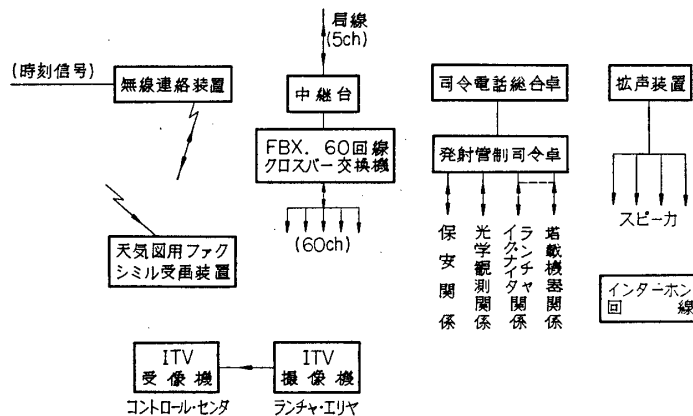 局線
(5ch)
(時刻信号)
無線連絡装置
中継台
司令電話総合卓
拡声装置
FBX. 60回線
クロスバー交換機
発射管制司令卓
(60ch)
スピーカ
保安関係
光学観測関係
ランチャ
イグナイタ関係
搭載機器関係
天気図用ファク
シミル受画装置
インターホン
回線
ITV
受像機
ITV
撮像機
コントロール・センタ
ランチャ・エリヤ